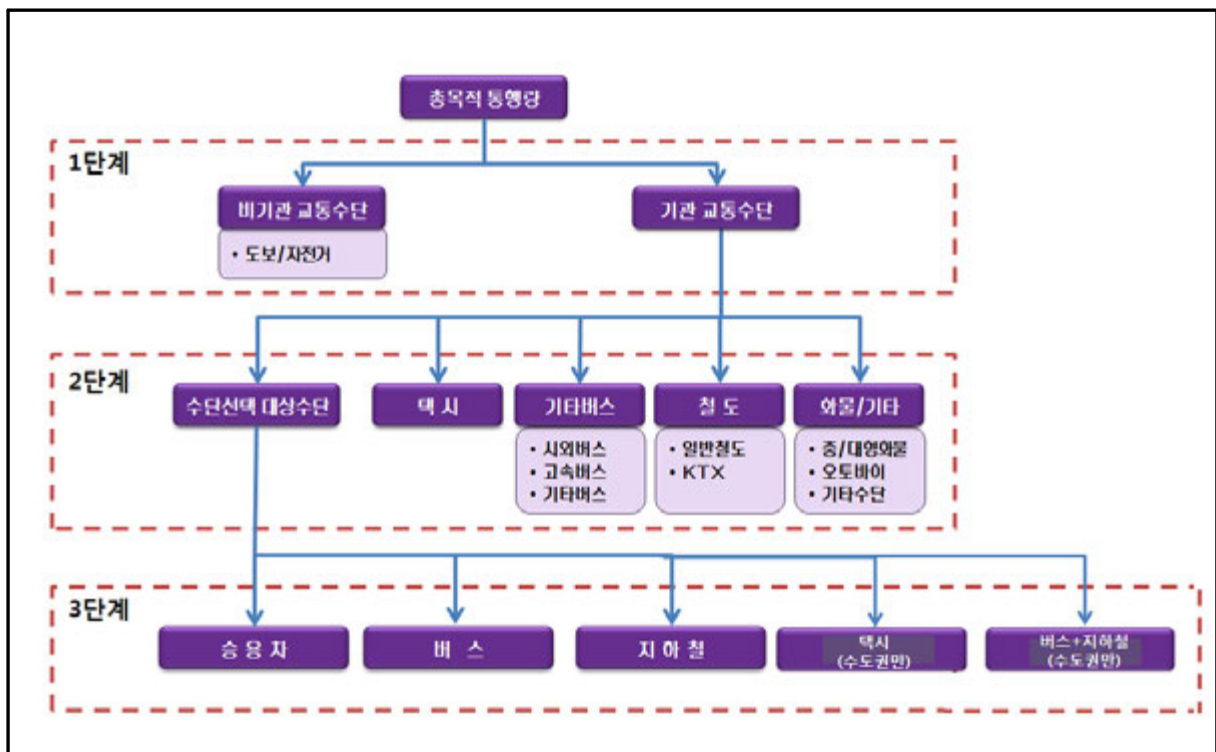 총목적 통행량
1단계
비기관 교통수단
기관 교통수단
• 도보/자전거
2단계
수단선택 대상수단
택 시
기타버스
철 도
화물/기타
• 시외버스
• 고속버스
• 기타버스
• 일반철도
• KTX
• 중/대형화물
• 오토바이
• 기타수단
3단계
승 용 차
버 스
지 하 철
택시
(수도권만)
버스+지하철
(수도권만)